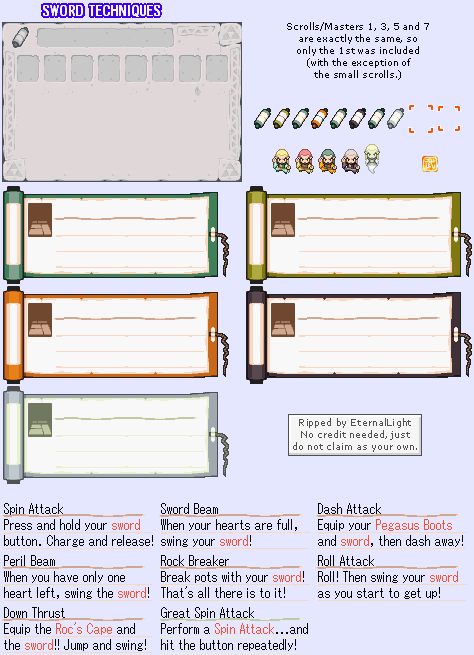 SWORD TECHNIQUES
Scrolls/Masters 1, 3, 5 and 7
are exactly the same, so
only the 1st was included
(with the exception of
the small scrolls.)
Ripped by EternalLight
No credit needed, just
do not claim as your own.
Spin Attack
Press and hold your sword
button. Charge and release!
Sword Beam
When your hearts are full,
swing your sword!
Dash Attack
Equip your Pegasus Boots
and sword, then dash away!
Peril Beam
When you have only one
heart left, swing the sword!
Rock Breaker
Break pots with your sword!
That's all there is to it!
Roll Attack
Roll! Then swing your sword
as you start to get up!
Down Thrust
Equip the Roc's Cape and
the sword!! Jump and swing!
Great Spin Attack
Perform a Spin Attack...and
hit the button repeatedly!